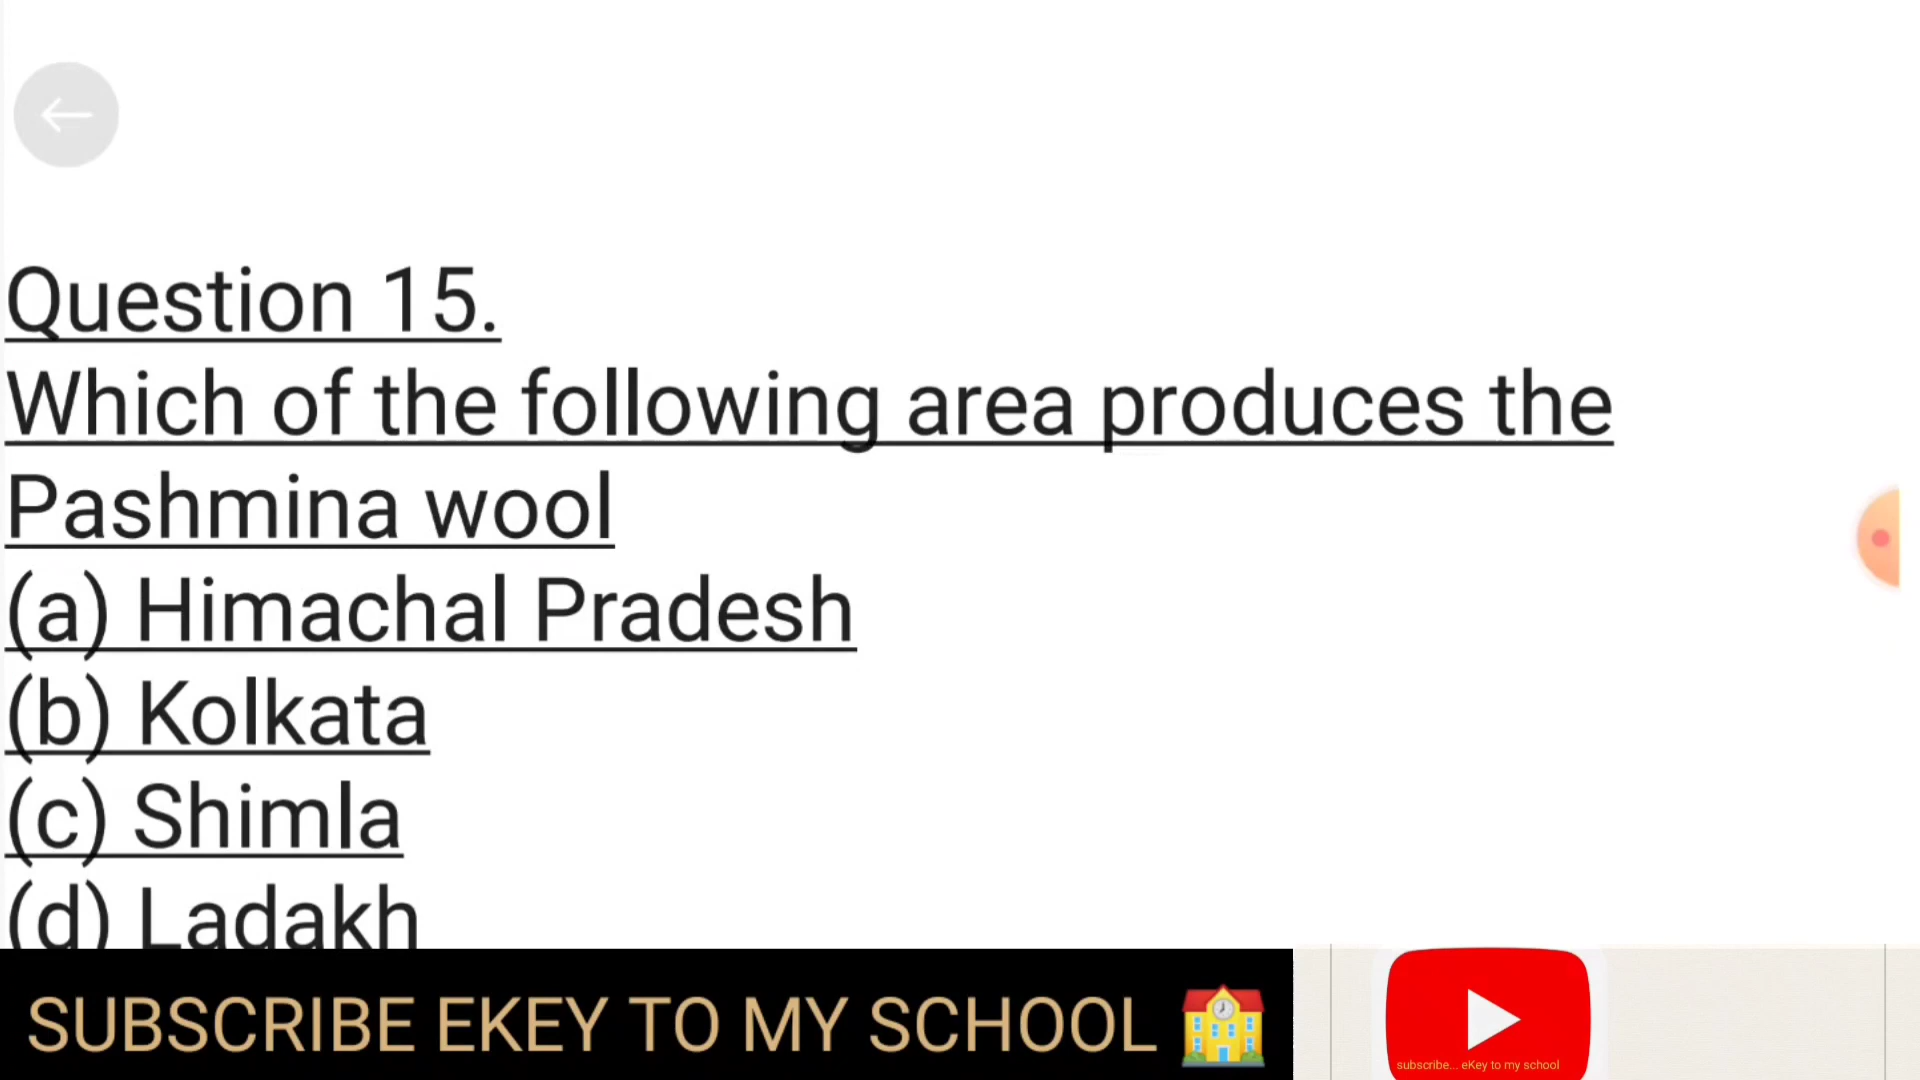 Question 15.
Which of the following area produces the
Pashmina wool
(a) Himachal Pradesh
(b) Kolkata
(c) Shimla
(d) Ladakh
SUBSCRIBE EKEY TO MY SCHOOL
subscribe... eKey to my school